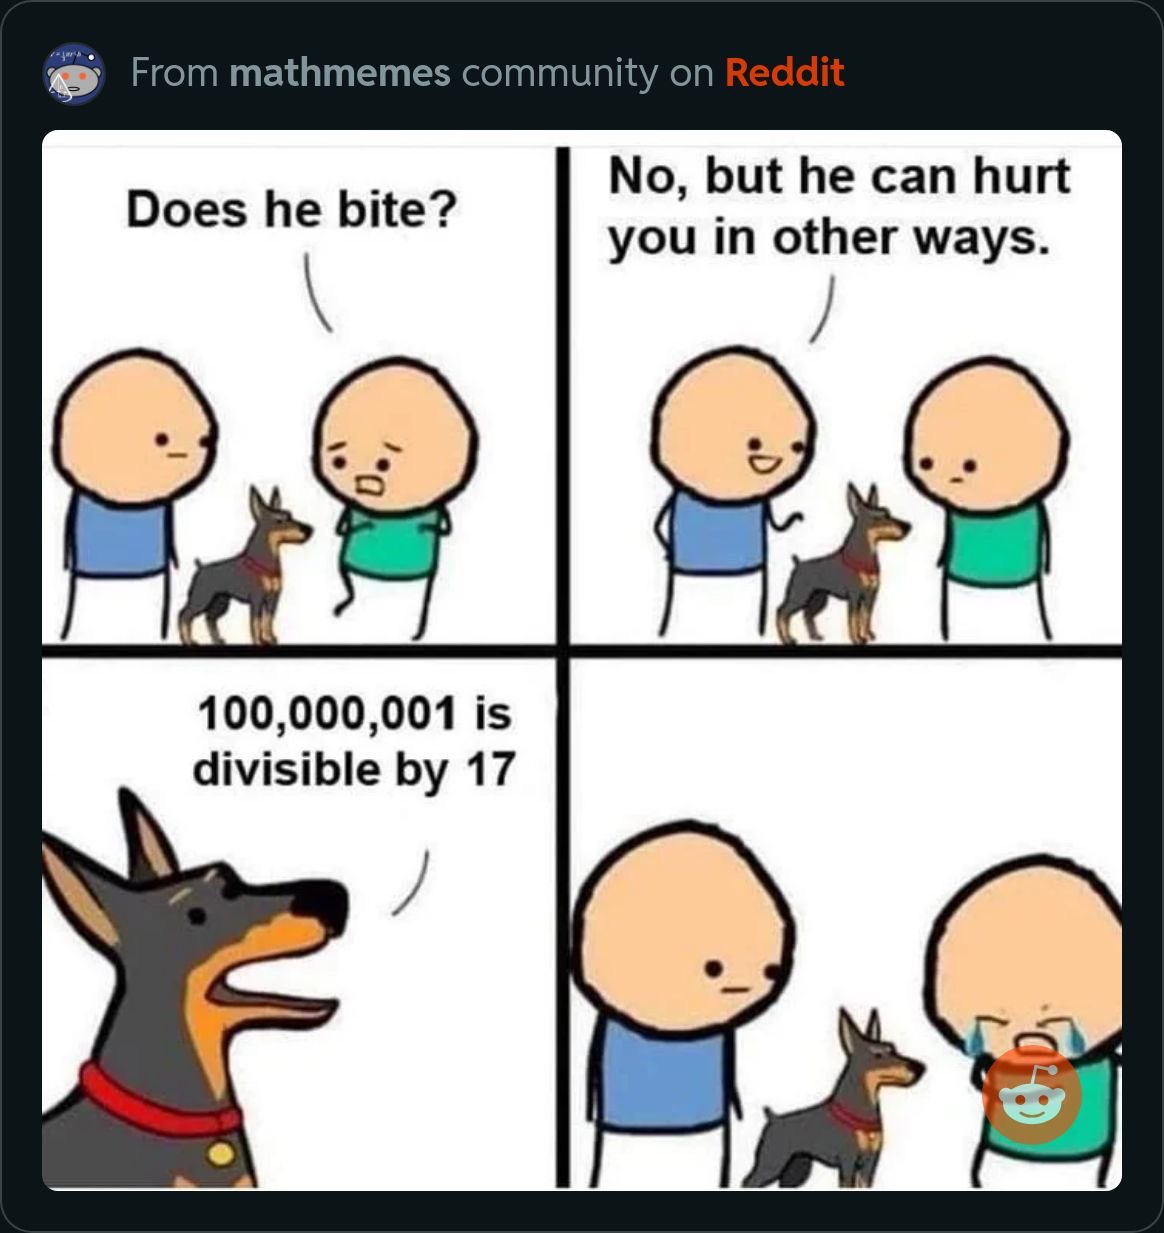 From mathmemes community on Reddit
Does he bite?
No, but he can hurt
you in other ways.
100,000,001 is
divisible by 17